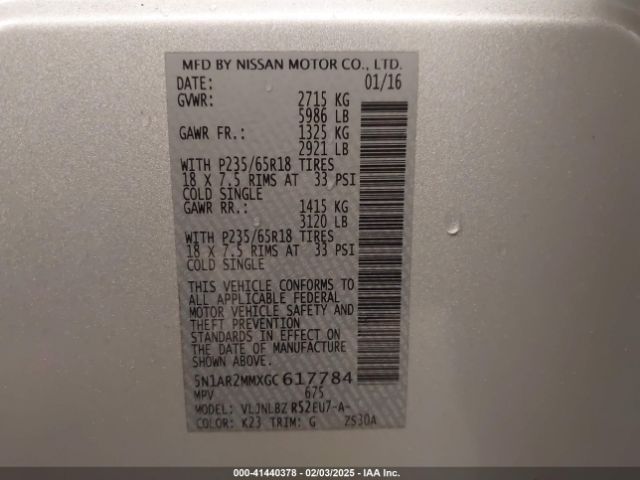 MFD BY NISSAN MOTOR CO., LTD.
DATE: 01/16
GVWR: 2715 KG
5986 LB
GAWR FR.: 1325 KG
2921 LB
WITH P235/65R18 TIRES
18 X 7.5 RIMS AT 33 PSI
COLD SINGLE
GAWR RR.: 1415 KG
3120 LB
WITH P235/65R18 TIRES
18 X 7.5 RIMS AT 33 PSI
COLD SINGLE
THIS VEHICLE CONFORMS TO
ALL APPLICABLE FEDERAL
MOTOR VEHICLE SAFETY AND
THEFT PREVENTION
STANDARDS IN EFFECT ON
THE DATE OF MANUFACTURE
SHOWN ABOVE.
5N1AR2MMXGC617784
MPV 675
MODEL: VLJNLBZ R52EU7-A-
COLOR: K23 TRIM: G ZS30A
000-41440378 - 02/03/2025 - IAA Inc.